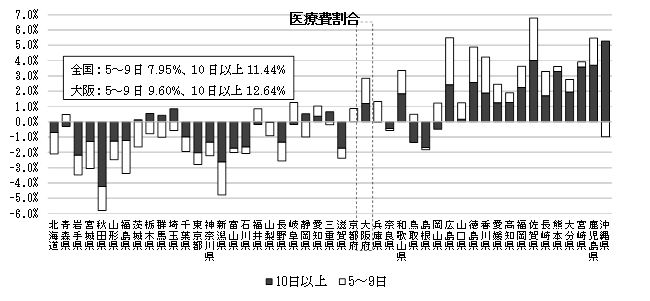 医療費割合
7.0%
6.0%
5.0%
4.0%
3.0%
2.0%
1.0%
0.0%
-1.0%
-2.0%
-3.0%
-4.0%
-5.0%
-6.0%
全国：5～9日 7.95%、10日以上 11.44%
大阪：5～9日 9.60%、10日以上 12.64%
北海道
青森県
岩手県
宮城県
秋田県
山形県
福島県
茨城県
栃木県
群馬県
埼玉県
千葉県
東京都
神奈川県
新潟県
富山県
石川県
福井県
山梨県
長野県
岐阜県
静岡県
愛知県
三重県
滋賀県
京都府
大阪府
兵庫県
奈良県
和歌山県
鳥取県
島根県
岡山県
広島県
山口県
徳島県
香川県
愛媛県
高知県
福岡県
佐賀県
長崎県
熊本県
大分県
宮崎県
鹿児島県
沖縄県
10日以上
5～9日